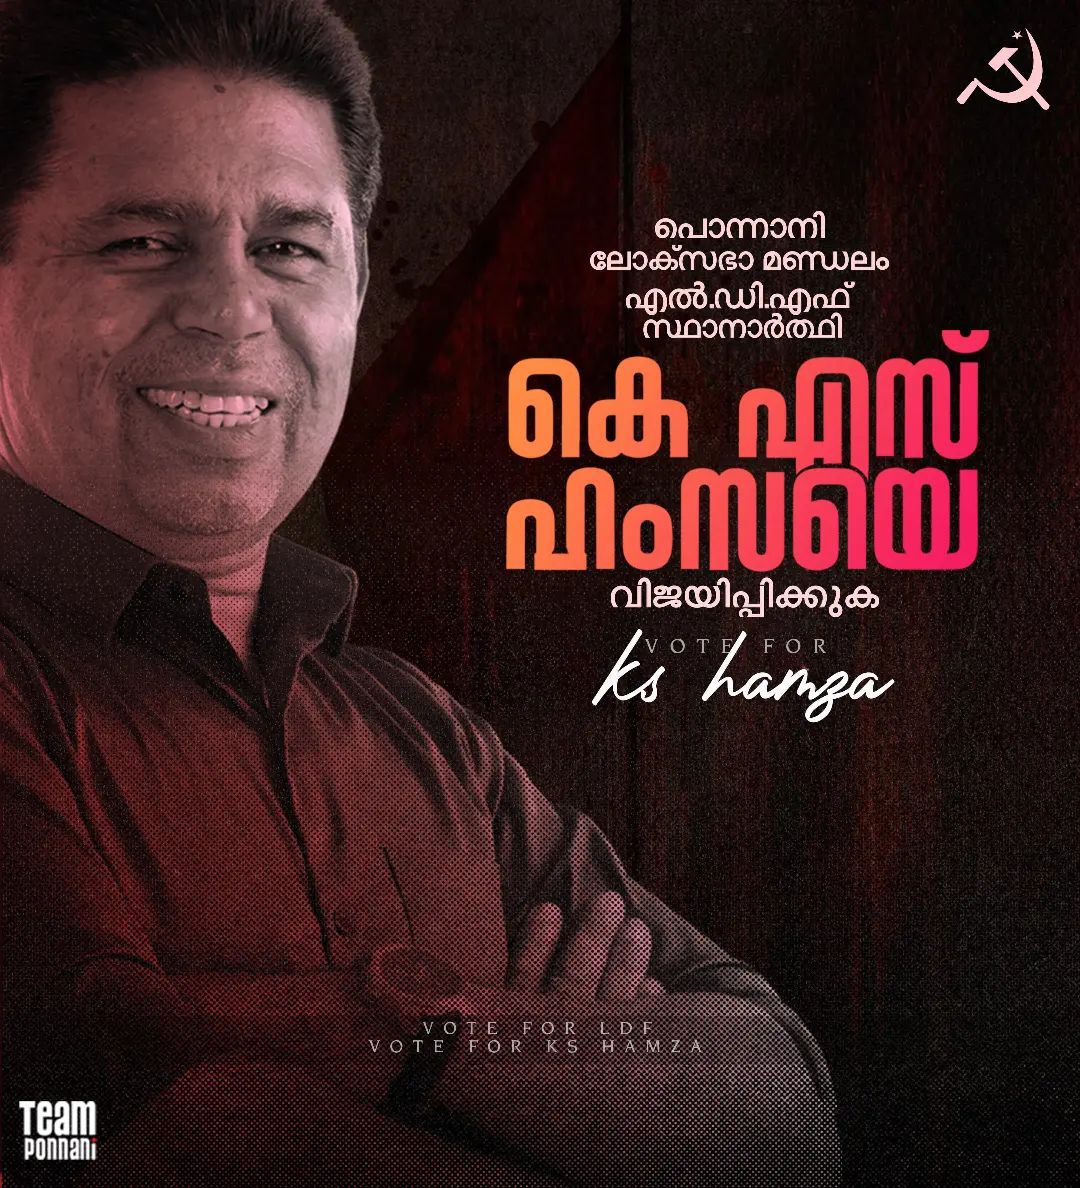 പൊന്നാനി
ലോക്സഭാ മണ്ഡലം
എൽ.ഡി.എഫ്
സ്ഥാനാർത്ഥി
കെ എസ്
ഹംസയെ
വിജയിപ്പിക്കുക
VOTE FOR
ks hamza
VOTE FOR LDF
VOTE FOR KS HAMZA
TEAM
PONNANI